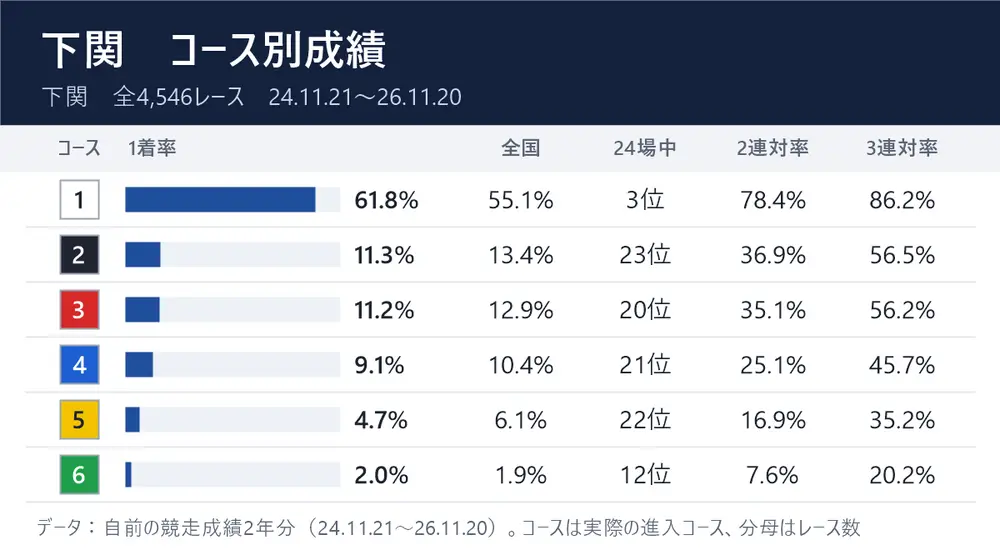 下関　コース別成績
下関　全4,546レース　24.11.21～26.11.20
コース 1着率 全国 24場中 2連対率 3連対率
1 61.8% 55.1% 3位 78.4% 86.2%
2 11.3% 13.4% 23位 36.9% 56.5%
3 11.2% 12.9% 20位 35.1% 56.2%
4 9.1% 10.4% 21位 25.1% 45.7%
5 4.7% 6.1% 22位 16.9% 35.2%
6 2.0% 1.9% 12位 7.6% 20.2%
データ：自前の競走成績2年分（24.11.21～26.11.20）。コースは実際の進入コース、分母はレース数